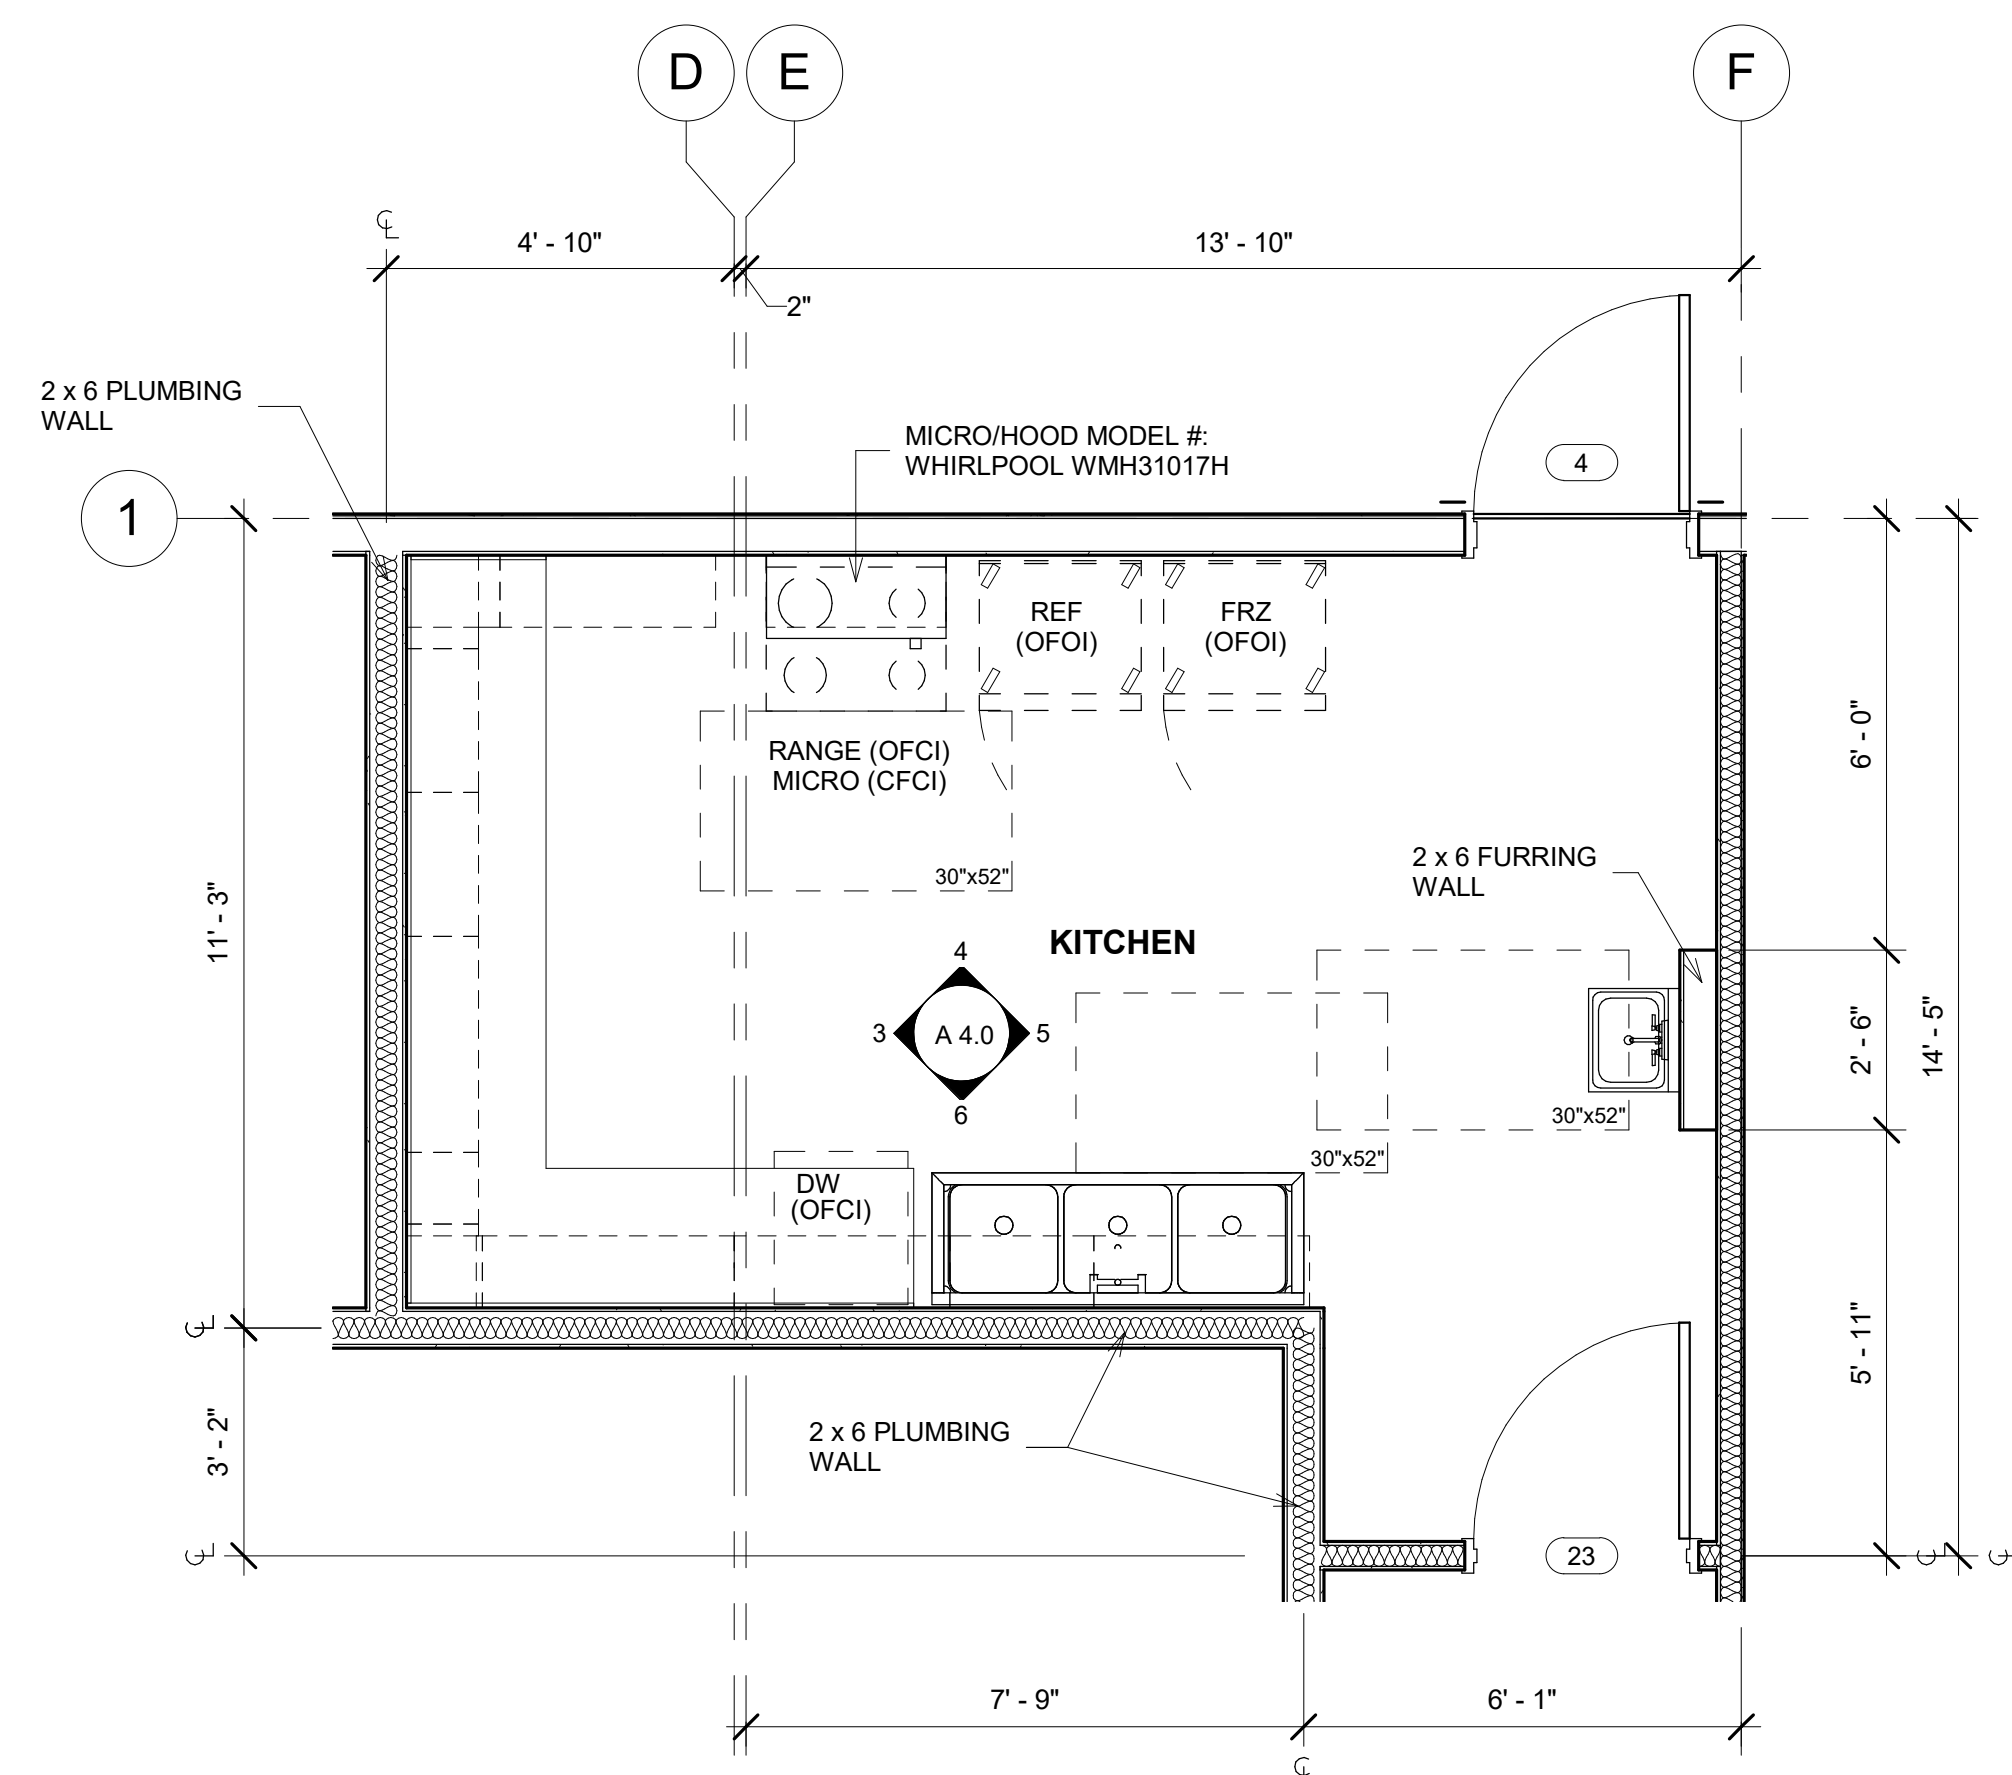 D
E
F
℄
4' - 10"
13' - 10"
2"
2 x 6 PLUMBING
WALL
MICRO/HOOD MODEL #:
WHIRLPOOL WMH31017H
4
1
REF
(OFOI)
FRZ
(OFOI)
RANGE (OFCI)
MICRO (CFCI)
30"x52"
6' - 0"
2 x 6 FURRING
WALL
11' - 3"
KITCHEN
4
3
A 4.0
5
6
2' - 6"
14' - 5"
30"x52"
30"x52"
DW
(OFCI)
℄
5' - 11"
2 x 6 PLUMBING
WALL
3' - 2"
℄
23
℄
℄
7' - 9"
6' - 1"
℄